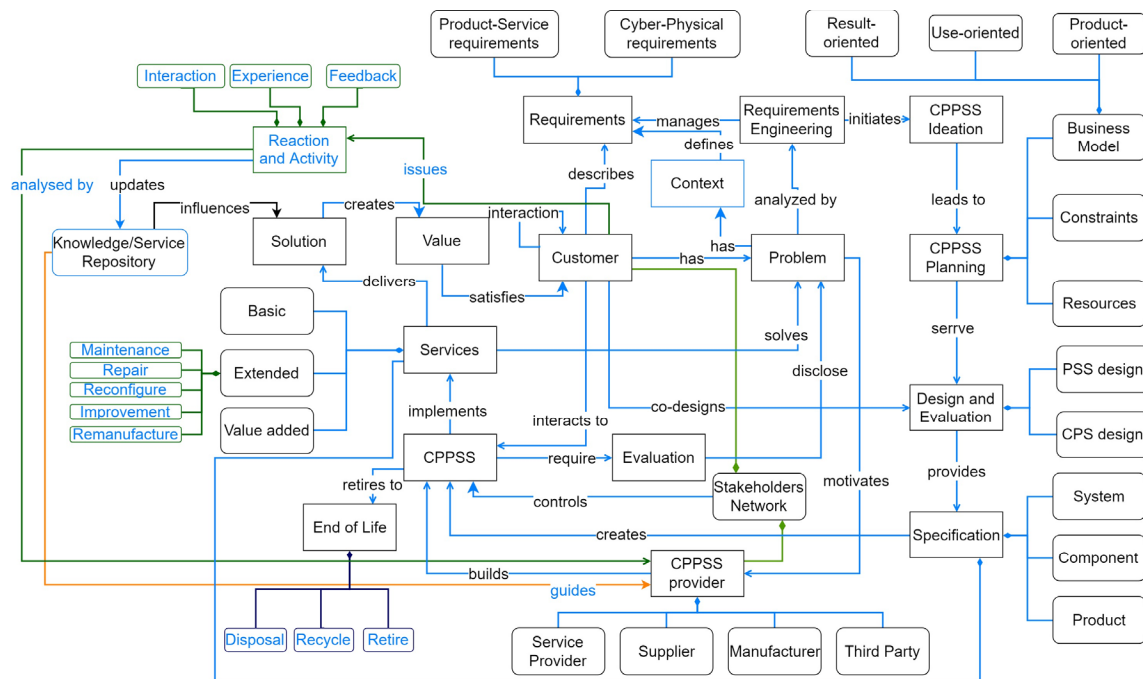 Product-Service
requirements
Cyber-Physical
requirements
Result-
oriented
Use-oriented
Product-
oriented
Interaction
Experience
Feedback
Requirements
manages
Requirements
Engineering
initiates
CPPSS
Ideation
Business
Model
Reaction
and Activity
defines
analysed by
updates
issues
describes
Context
analyzed by
leads to
influences
creates
interaction
Constraints
Knowledge/Service
Repository
Solution
Value
Customer
has
has
Problem
CPPSS
Planning
delivers
satisfies
Resources
Basic
serrve
Maintenance
Repair
Reconfigure
Improvement
Remanufacture
Extended
Value added
Services
solves
disclose
PSS design
implements
co-designs
Design and
Evaluation
interacts to
CPS design
CPPSS
require
Evaluation
provides
retires to
motivates
Stakeholders
Network
controls
System
End of Life
creates
Specification
Component
builds
CPPSS
provider
guides
Product
Disposal
Recycle
Retire
Service
Provider
Supplier
Manufacturer
Third Party